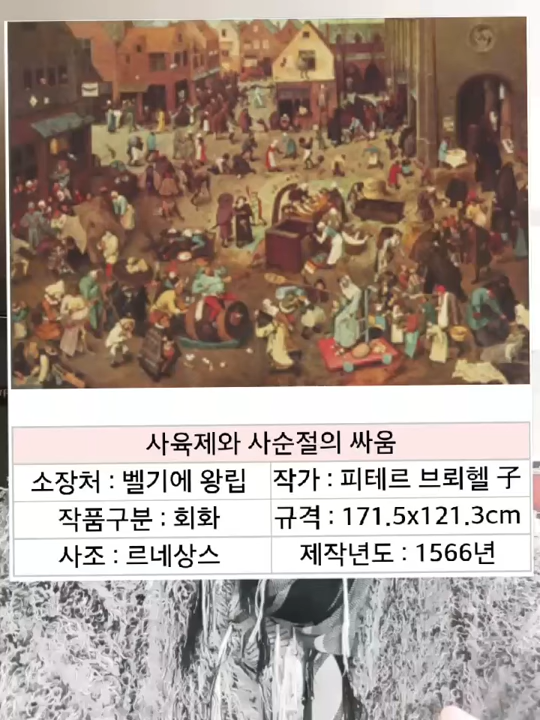 사육제와 사순절의 싸움
소장처 : 벨기에 왕립
작가 : 피테르 브뢰헬 子
작품구분 : 회화
규격 : 171.5x121.3cm
사조 : 르네상스
제작년도 : 1566년